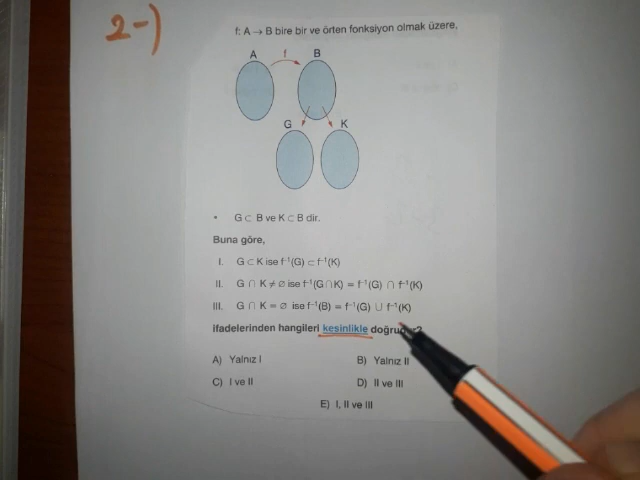 2-)
f: A → B bire bir ve örten fonksiyon olmak üzere,
A f B
G K
• G ⊂ B ve K ⊂ B dir.
Buna göre,
I. G ⊂ K ise f⁻¹(G) ⊂ f⁻¹(K)
II. G ∩ K ≠ ∅ ise f⁻¹(G∩K) = f⁻¹(G) ∩ f⁻¹(K)
III. G ∩ K = ∅ ise f⁻¹(B) = f⁻¹(G) ∪ f⁻¹(K)
ifadelerinden hangileri kesinlikle
A) Yalnız I B) Yalnız II
C) I ve II D) II ve III
E) I, II ve III